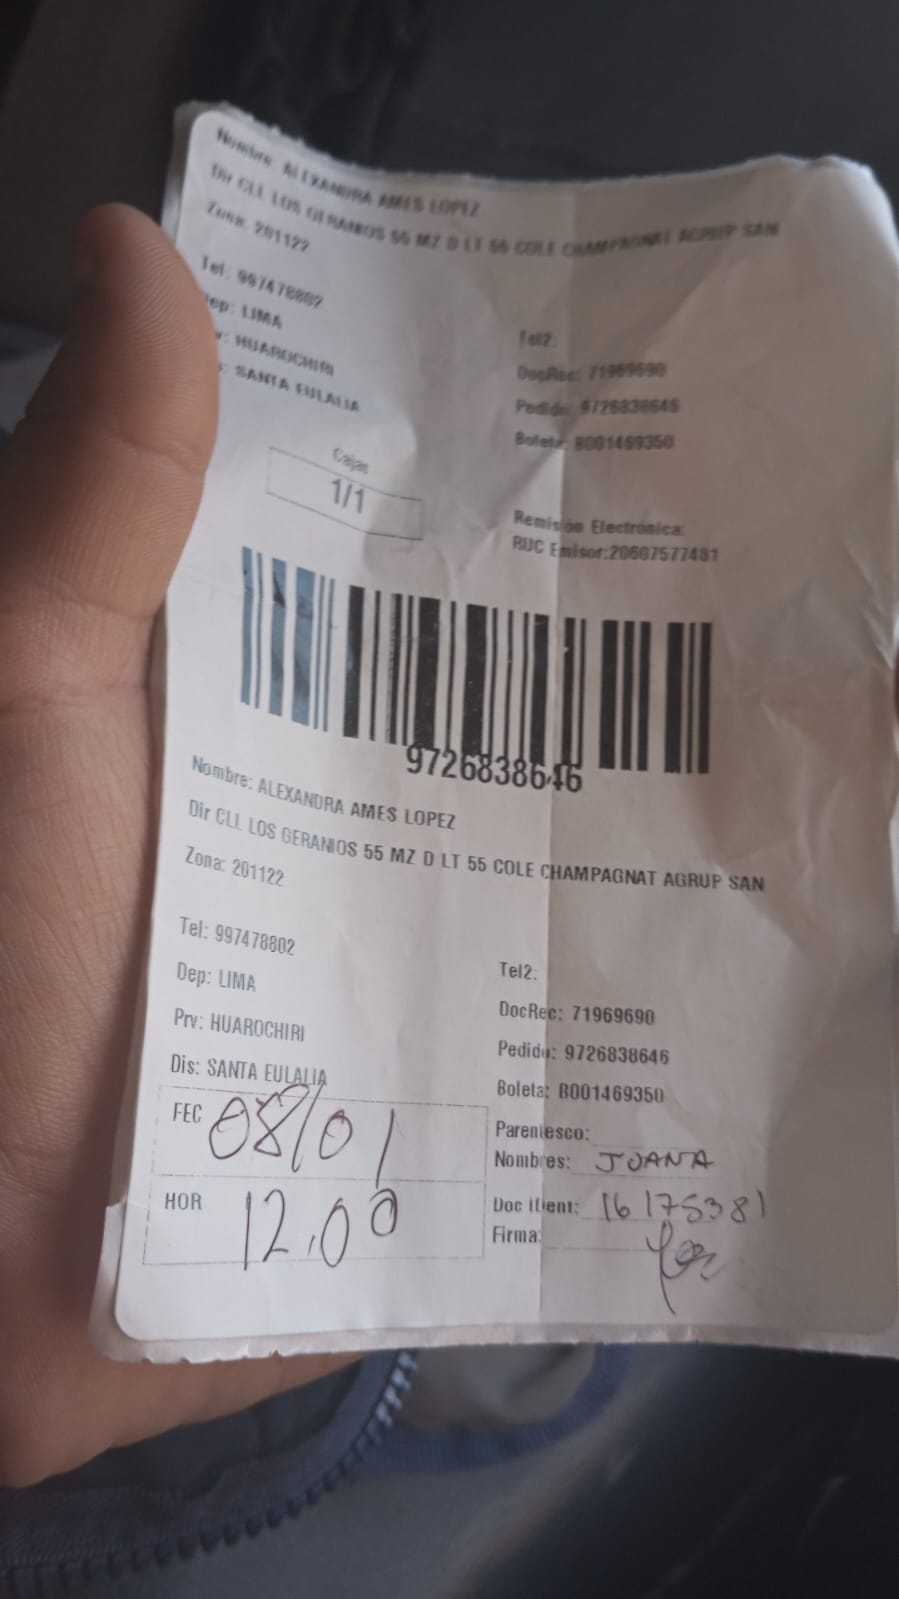 Nombre: ALEXANDRA AMES LOPEZ
Dir CLL LOS GERANIOS 55 MZ D LT 55 COLE CHAMPAGNAT AGRUP SAN
Zona: 201122
Tel: 997478802
Tel2:
ep: LIMA
DocRec: 71969690
v: HUAROCHIRI
Pedido: 9726838646
: SANTA EULALIA
Boleta: B001469350
Cajas
1/1
Remisión Electrónica:
RUC Emisor:20607577481
9726838646
Nombre: ALEXANDRA AMES LOPEZ
Dir CLL LOS GERANIOS 55 MZ D LT 55 COLE CHAMPAGNAT AGRUP SAN
Zona: 201122
Tel: 997478802
Tel2:
Dep: LIMA
DocRec: 71969690
Prv: HUAROCHIRI
Pedido: 9726838646
Dis: SANTA EULALIA
Boleta: B001469350
FEC 08/01
Parentesco:
Nombres: JUANA
HOR 12.00
Doc Ident: 16175381
Firma: